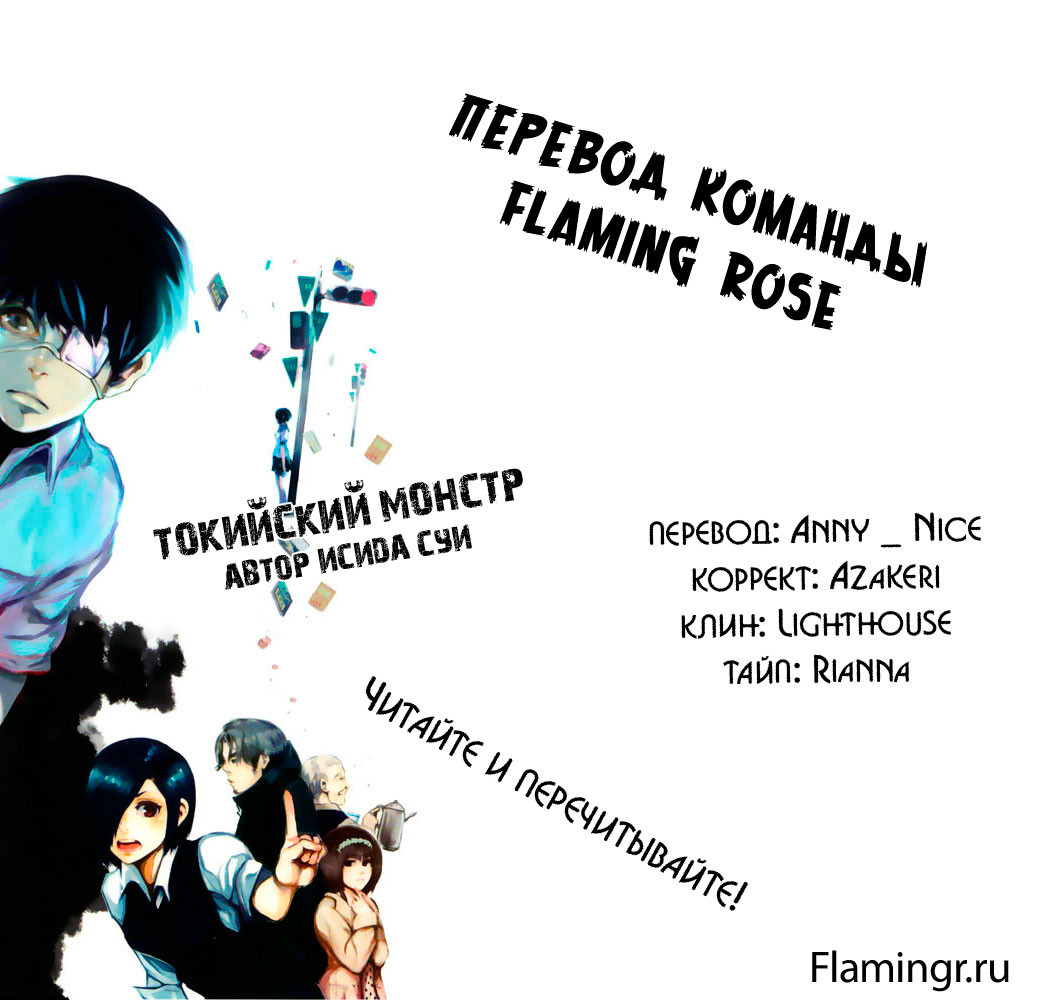 ПЕРЕВОД КОМАНДЫ
FLAMING ROSE
ТОКИЙСКИЙ МОНСТР
АВТОР ИСИДА СУИ
ПЕРЕВОД: ANNY _ NICE
КОРРЕКТ: AZAKERI
КЛИН: LIGHTHOUSE
ТАЙП: RIANNA
ЧИТАЙТЕ И ПЕРЕЧИТЫВАЙТЕ!
Flamingr.ru